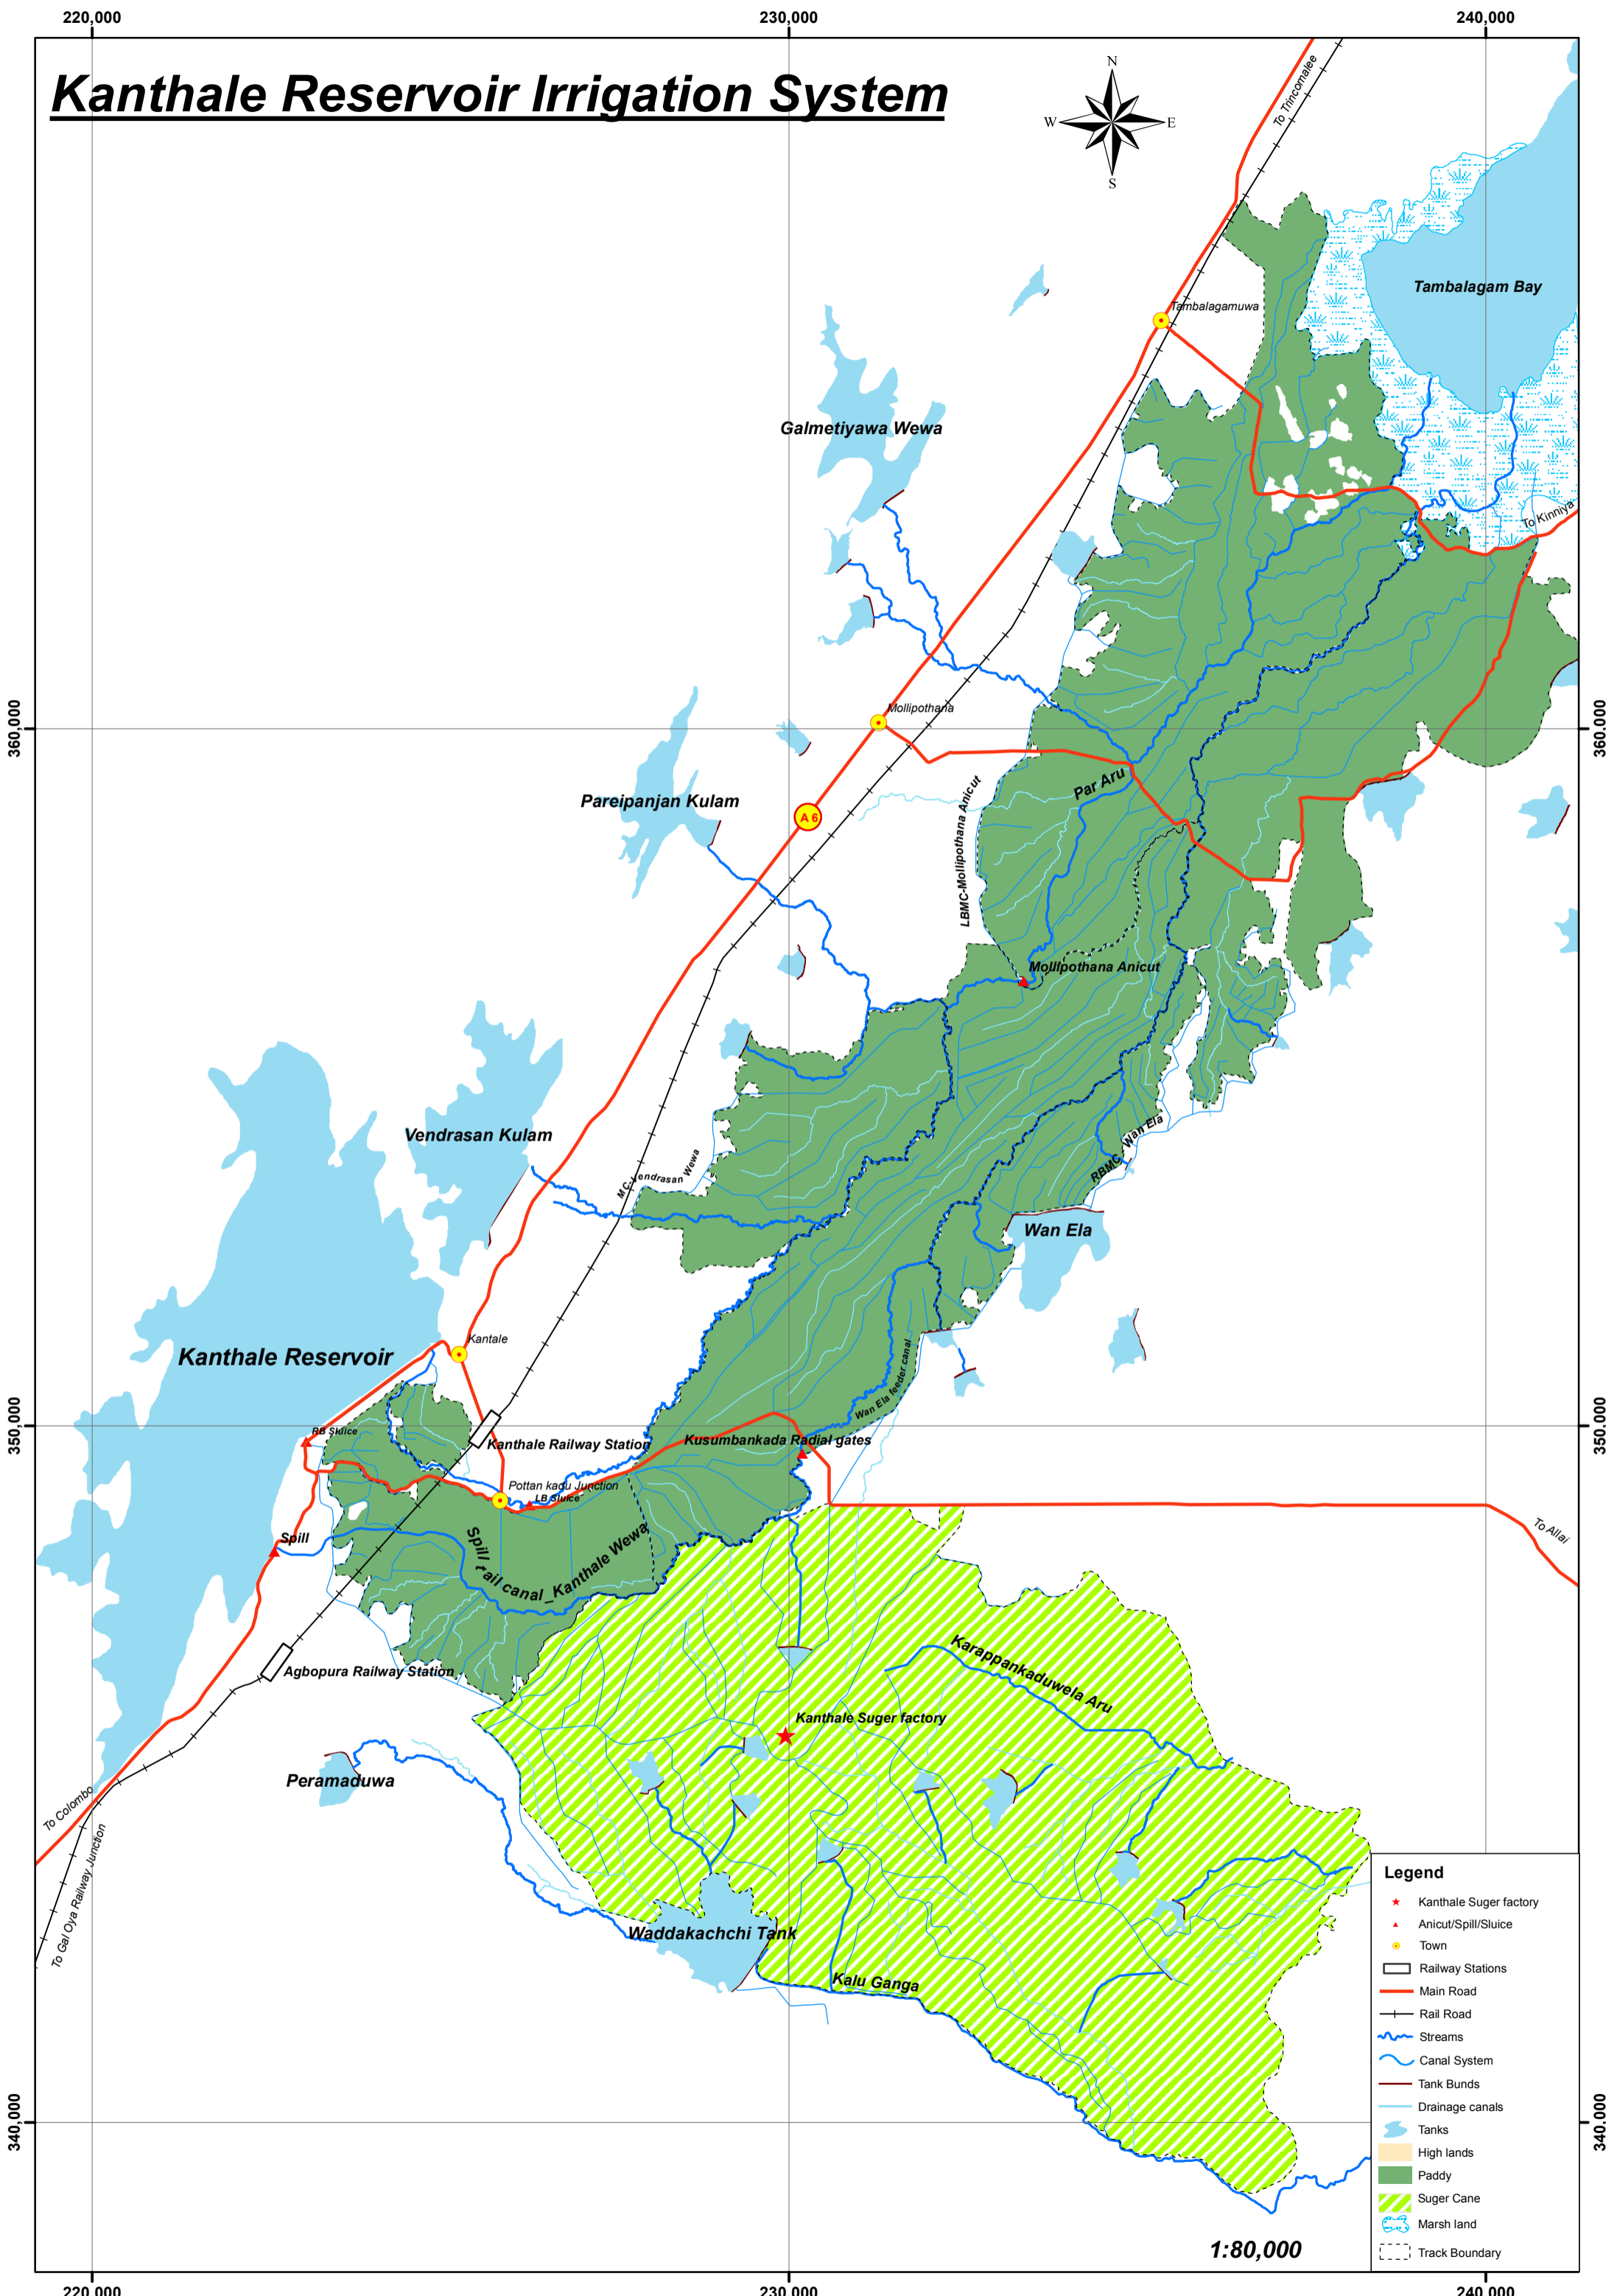 220,000
230,000
240,000
Kanthale Reservoir Irrigation System
N
W
E
S
To Trincomalee
Tambalagam Bay
Tambalagamuwa
Galmetiyawa Wewa
To Kinniya
Mollipothana
360,000
360,000
Pareipanjan Kulam
A 6
Par Aru
LBMC-Mollipothana Anicut
Mollipothana Anicut
Vendrasan Kulam
MC-Vendrasan Wewa
RBMC Wan Ela
Wan Ela
Kantale
Kanthale Reservoir
Wan Ela feeder canal
350,000
350,000
RB Sluice
Kanthale Railway Station
Kusumbankada Radial gates
Pottan kadu Junction
LB Sluice
Spill
Spill tail canal_Kanthale Wewa
To Allai
Agbopura Railway Station
Karappankaduwela Aru
Kanthale Suger factory
Peramaduwa
To Colombo
To Gal Oya Railway Junction
Waddakachchi Tank
Kalu Ganga
340,000
340,000
Legend
Kanthale Suger factory
Anicut/Spill/Sluice
Town
Railway Stations
Main Road
Rail Road
Streams
Canal System
Tank Bunds
Drainage canals
Tanks
High lands
Paddy
Suger Cane
Marsh land
Track Boundary
1:80,000
220,000
230,000
240,000